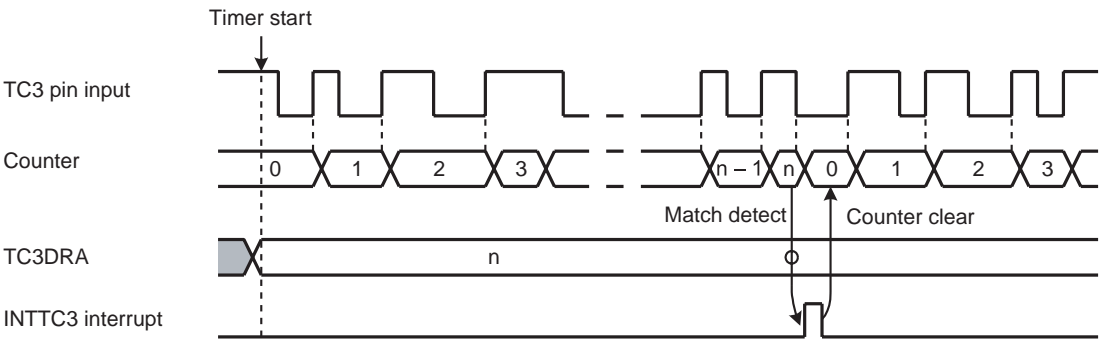 Timer start
TC3 pin input
Counter 0 1 2 3 n – 1 n 0 1 2 3
Match detect Counter clear
TC3DRA n
INTTC3 interrupt